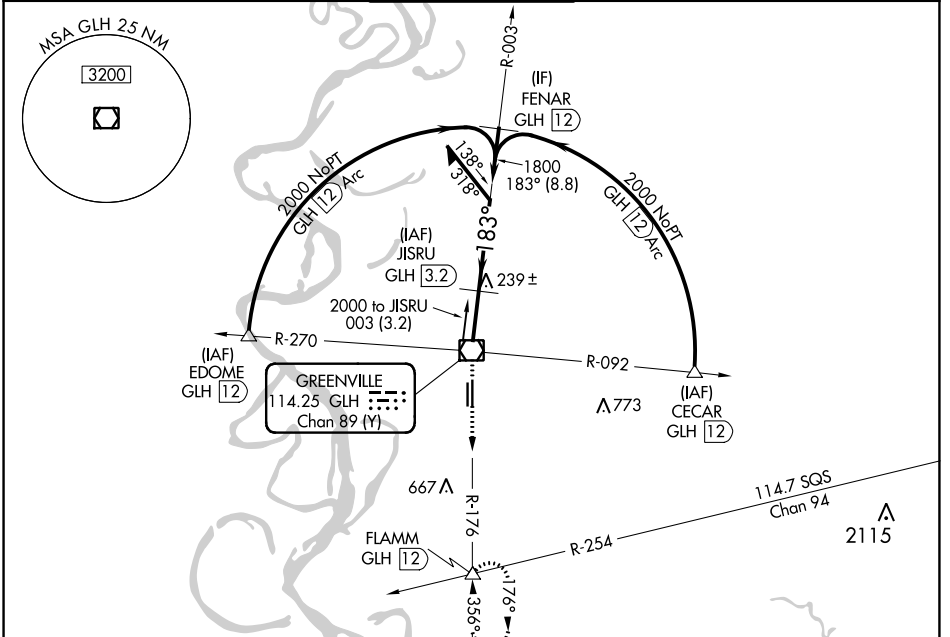 MSA GLH 25 NM
3200
R-003
(IF)
FENAR
GLH 12
1800
183° (8.8)
138°
318°
2000 NoPT
GLH 12 Arc
2000 NoPT
GLH 12 Arc
183°
(IAF)
JISRU
GLH 3.2
239 ±
2000 to JISRU
003 (3.2)
R-270
R-092
(IAF)
EDOME
GLH 12
GREENVILLE
114.25 GLH
Chan 89 (Y)
773
(IAF)
CECAR
GLH 12
667
R-176
114.7 SQS
Chan 94
2115
R-254
FLAMM
GLH 12
176°
356°